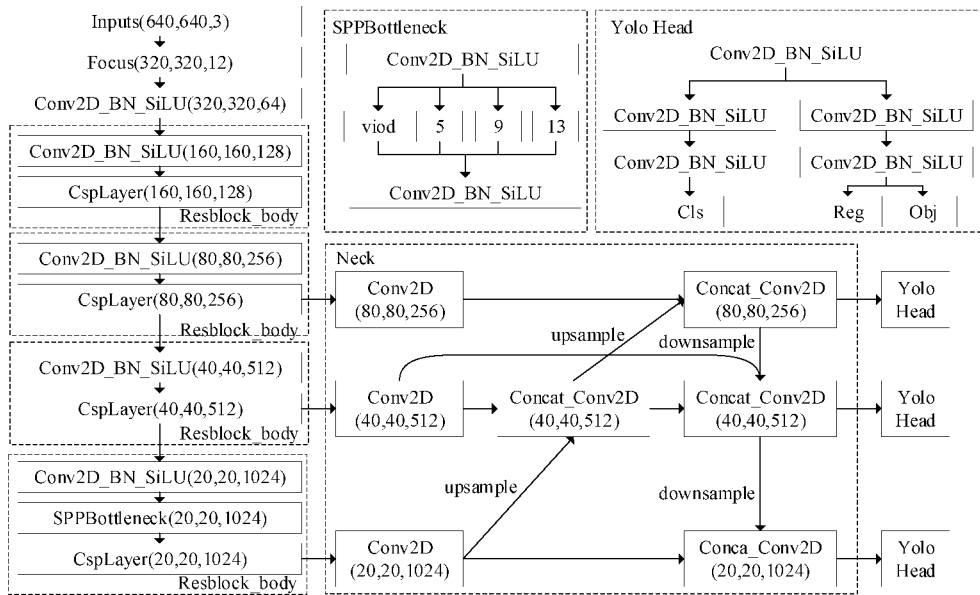 Inputs(640,640,3)
Focus(320,320,12)
Conv2D_BN_SiLU(320,320,64)
Conv2D_BN_SiLU(160,160,128)
CspLayer(160,160,128)
Resblock_body
Conv2D_BN_SiLU(80,80,256)
CspLayer(80,80,256)
Resblock_body
Conv2D_BN_SiLU(40,40,512)
CspLayer(40,40,512)
Resblock_body
Conv2D_BN_SiLU(20,20,1024)
SPPBottleneck(20,20,1024)
CspLayer(20,20,1024)
Resblock_body
SPPBottleneck
Conv2D_BN_SiLU
viod 5 9 13
Conv2D_BN_SiLU
Yolo Head
Conv2D_BN_SiLU
Conv2D_BN_SiLU Conv2D_BN_SiLU
Conv2D_BN_SiLU Conv2D_BN_SiLU
Cls Reg Obj
Neck
Conv2D
(80,80,256)
Concat_Conv2D
(80,80,256)
Yolo
Head
upsample
downsample
Conv2D
(40,40,512)
Concat_Conv2D
(40,40,512)
Concat_Conv2D
(40,40,512)
Yolo
Head
upsample
downsample
Conv2D
(20,20,1024)
Conca_Conv2D
(20,20,1024)
Yolo
Head